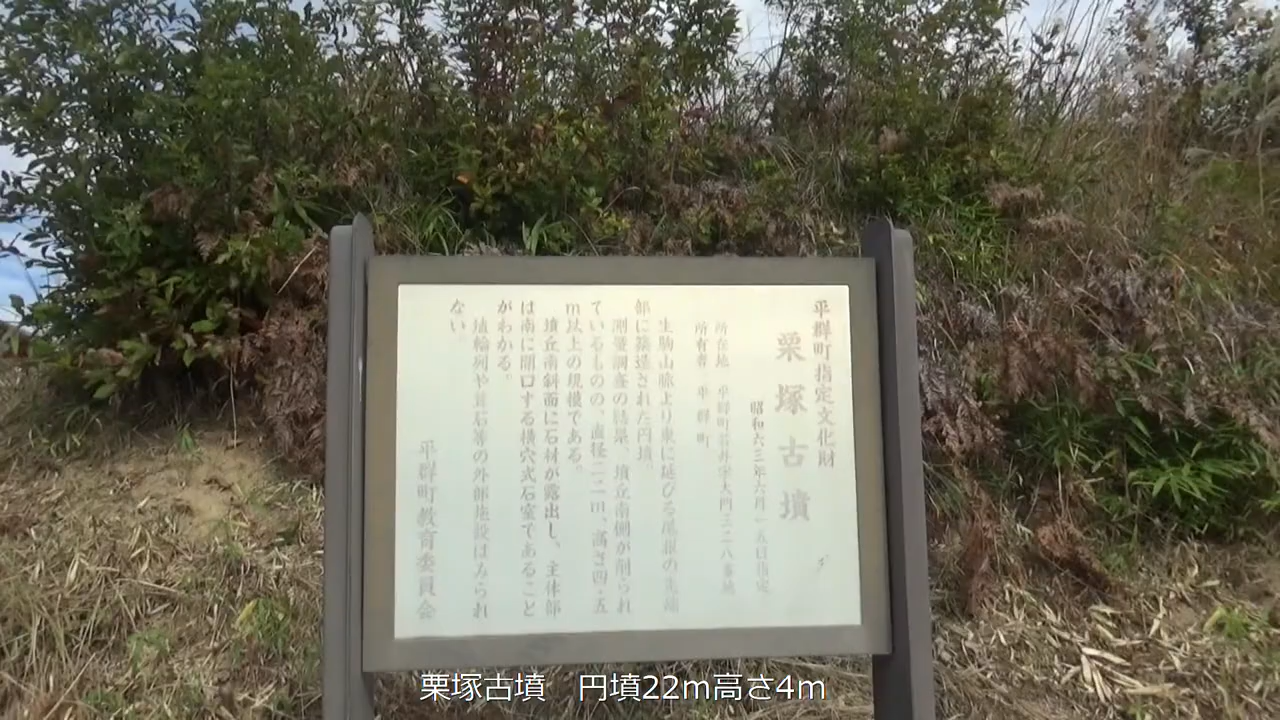 平群町指定文化財
栗塚古墳
昭和六三年六月一五日指定
所在地 平群町若井
所有者 平群町
生駒山脈より東に延びる尾根の先端
部に築造された円墳。
測量調査の結果、墳丘南側が削られ
ているものの、直径二二m、高さ四・五
m以上の規模である。
墳丘南斜面に石材が露出し、主体部
は南に開口する横穴式石室であること
がわかる。
埴輪列や葺石等の外部施設はみられ
ない。
平群町教育委員会
栗塚古墳 円墳22m高さ4m